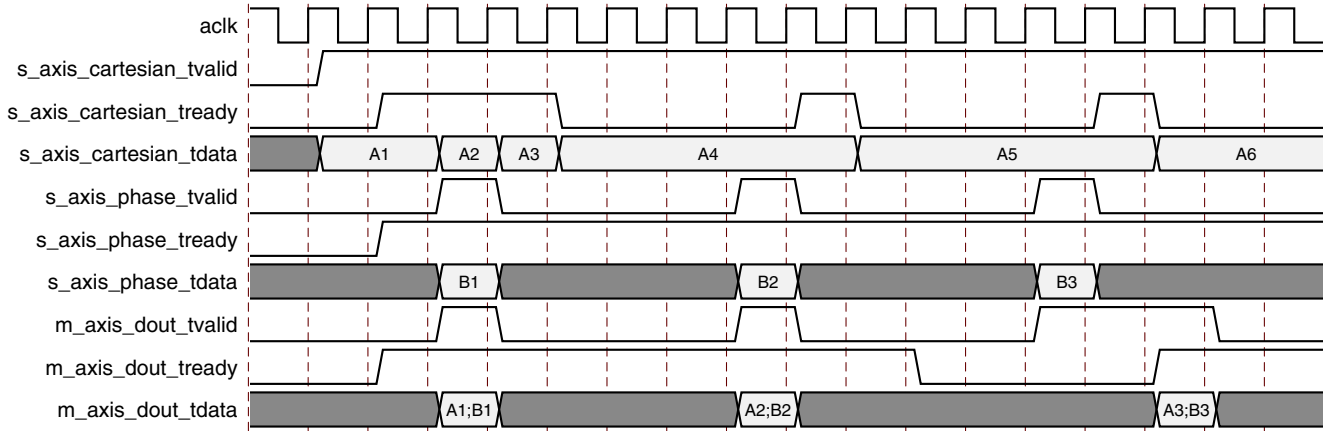 aclk
s_axis_cartesian_tvalid
s_axis_cartesian_tready
s_axis_cartesian_tdata A1 A2 A3 A4 A5 A6
s_axis_phase_tvalid
s_axis_phase_tready
s_axis_phase_tdata B1 B2 B3
m_axis_dout_tvalid
m_axis_dout_tready
m_axis_dout_tdata A1;B1 A2;B2 A3;B3